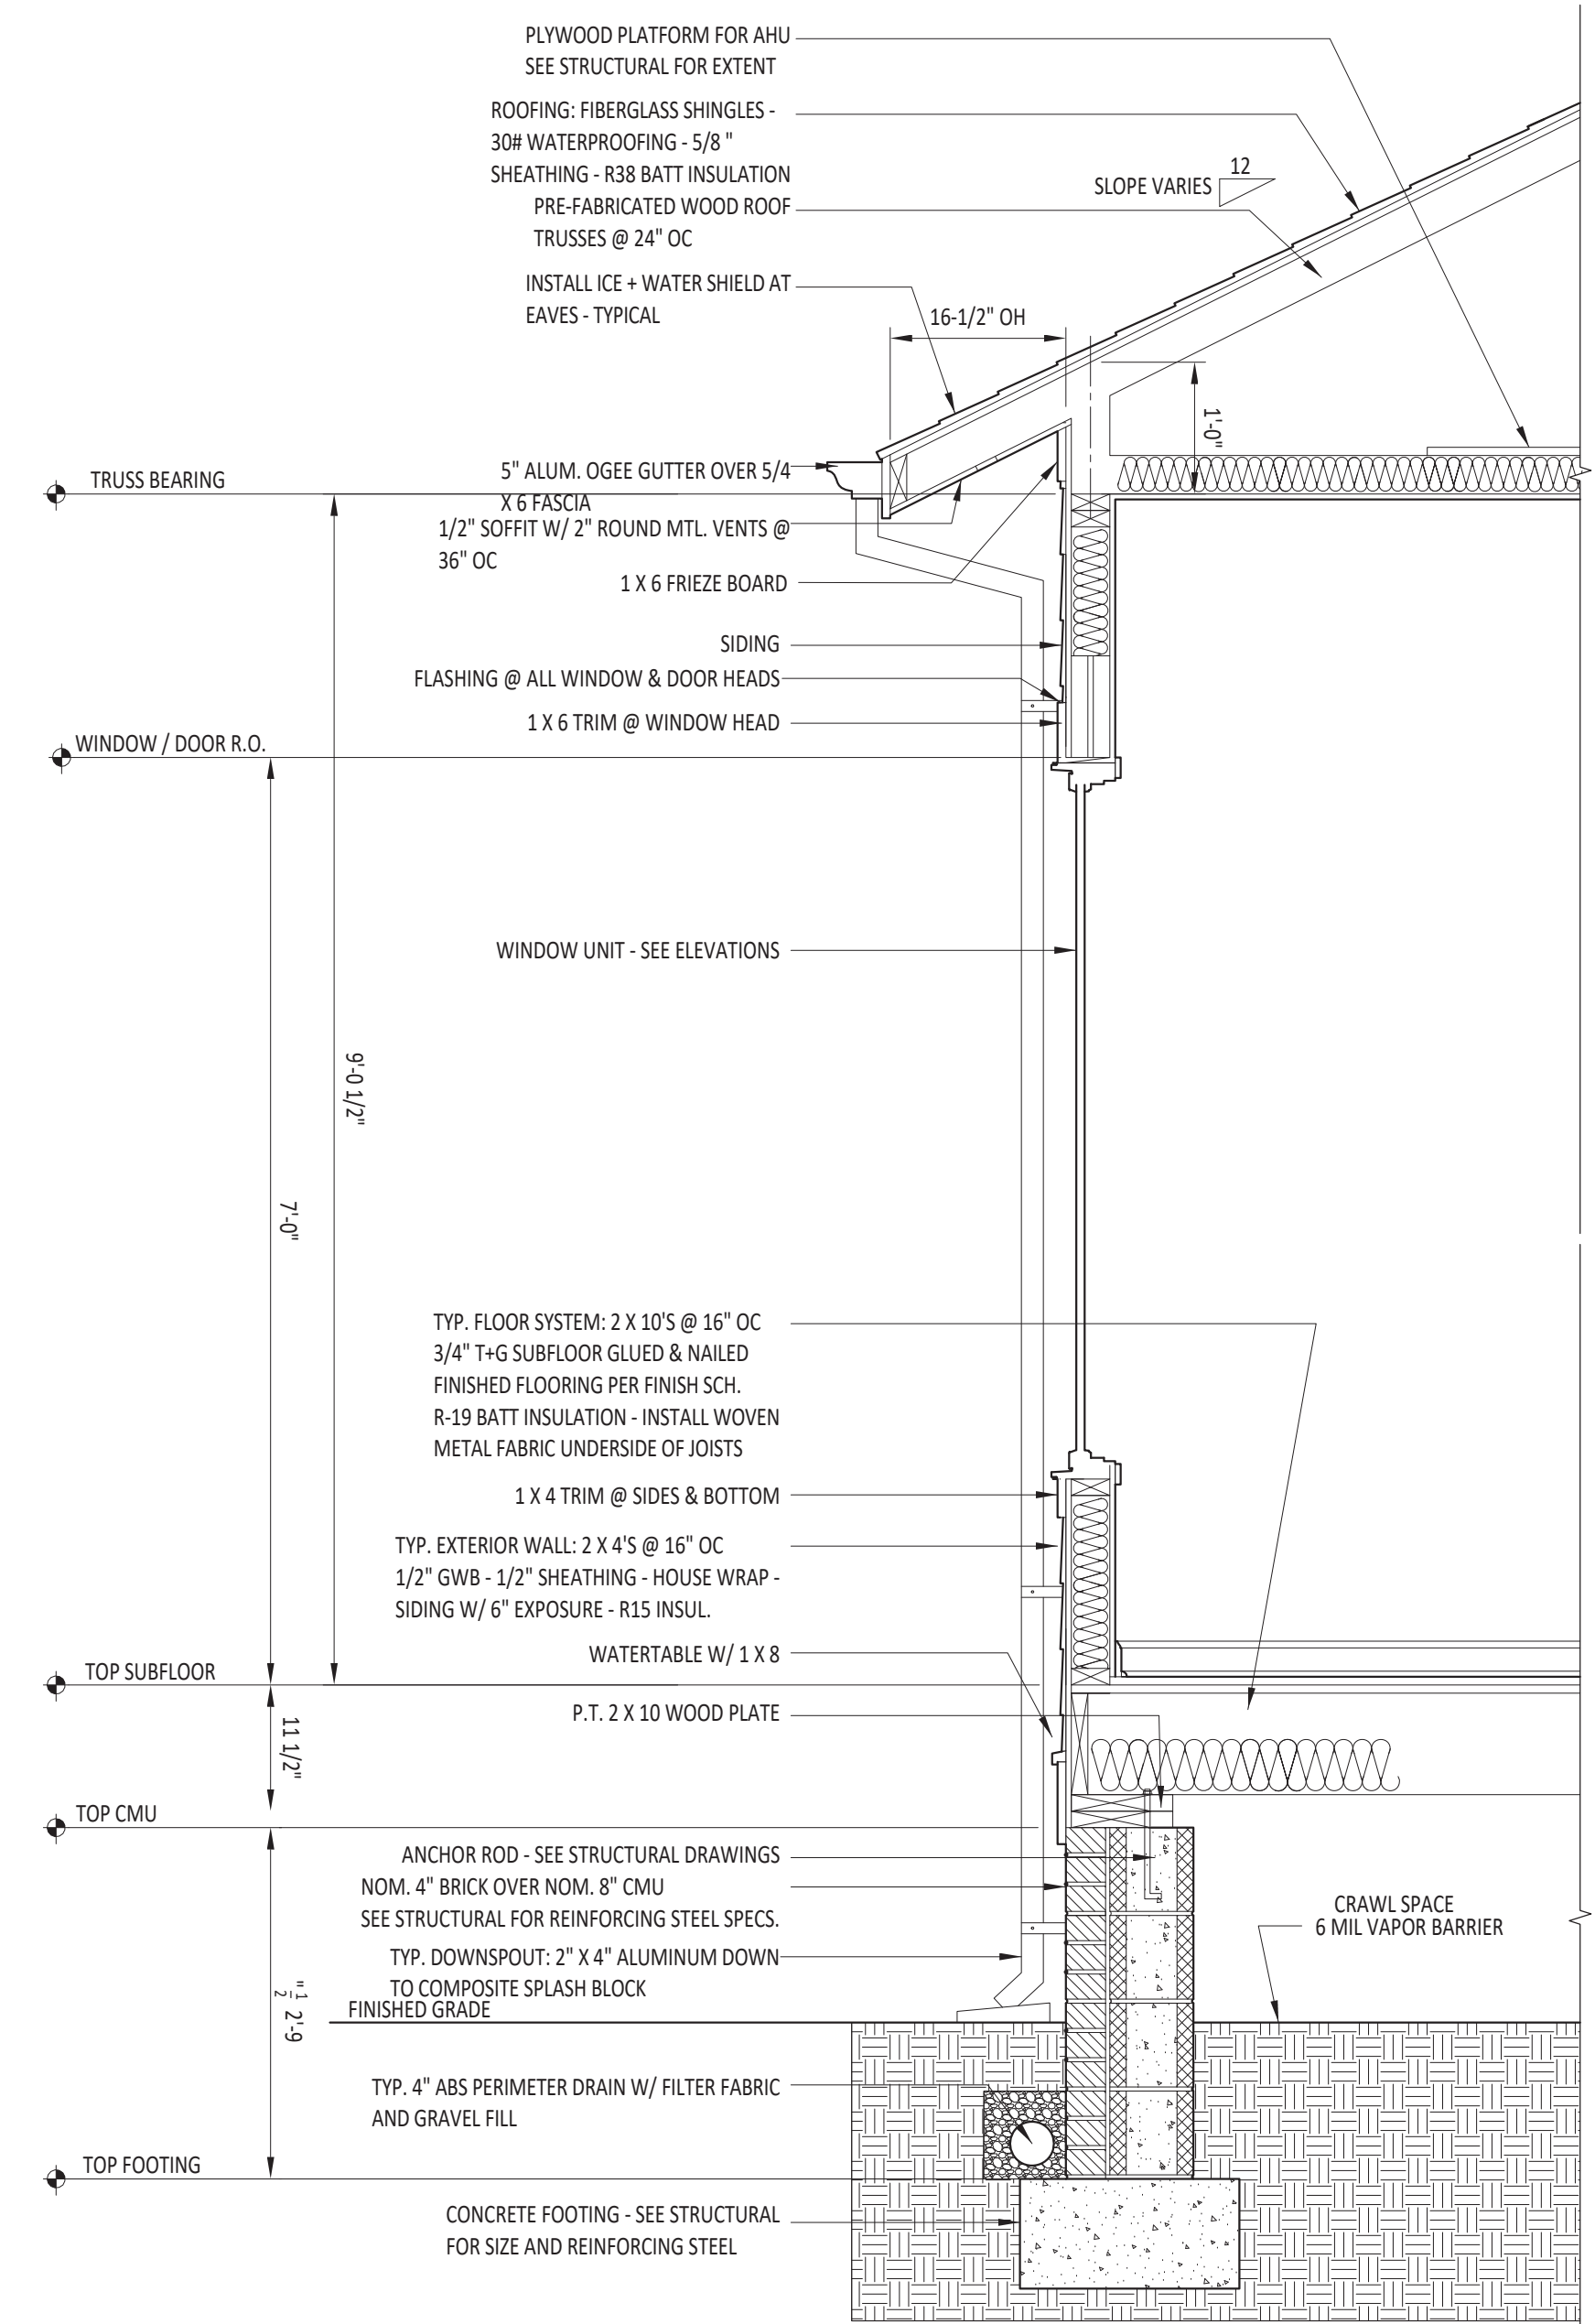 PLYWOOD PLATFORM FOR AHU
SEE STRUCTURAL FOR EXTENT
ROOFING: FIBERGLASS SHINGLES -
30# WATERPROOFING - 5/8 "
SHEATHING - R38 BATT INSULATION
12
SLOPE VARIES
PRE-FABRICATED WOOD ROOF
TRUSSES @ 24" OC
INSTALL ICE + WATER SHIELD AT
EAVES - TYPICAL
16-1/2" OH
1'-0"
TRUSS BEARING
5" ALUM. OGEE GUTTER OVER 5/4
X 6 FASCIA
1/2" SOFFIT W/ 2" ROUND MTL. VENTS @
36" OC
1 X 6 FRIEZE BOARD
SIDING
FLASHING @ ALL WINDOW & DOOR HEADS
1 X 6 TRIM @ WINDOW HEAD
WINDOW / DOOR R.O.
WINDOW UNIT - SEE ELEVATIONS
9'-0 1/2"
7'-0"
TYP. FLOOR SYSTEM: 2 X 10'S @ 16" OC
3/4" T+G SUBFLOOR GLUED & NAILED
FINISHED FLOORING PER FINISH SCH.
R-19 BATT INSULATION - INSTALL WOVEN
METAL FABRIC UNDERSIDE OF JOISTS
1 X 4 TRIM @ SIDES & BOTTOM
TYP. EXTERIOR WALL: 2 X 4'S @ 16" OC
1/2" GWB - 1/2" SHEATHING - HOUSE WRAP -
SIDING W/ 6" EXPOSURE - R15 INSUL.
WATERTABLE W/ 1 X 8
TOP SUBFLOOR
P.T. 2 X 10 WOOD PLATE
11 1/2"
TOP CMU
ANCHOR ROD - SEE STRUCTURAL DRAWINGS
NOM. 4" BRICK OVER NOM. 8" CMU
SEE STRUCTURAL FOR REINFORCING STEEL SPECS.
CRAWL SPACE
6 MIL VAPOR BARRIER
TYP. DOWNSPOUT: 2" X 4" ALUMINUM DOWN
TO COMPOSITE SPLASH BLOCK
FINISHED GRADE
" 1/2 2'-9
TYP. 4" ABS PERIMETER DRAIN W/ FILTER FABRIC
AND GRAVEL FILL
TOP FOOTING
CONCRETE FOOTING - SEE STRUCTURAL
FOR SIZE AND REINFORCING STEEL